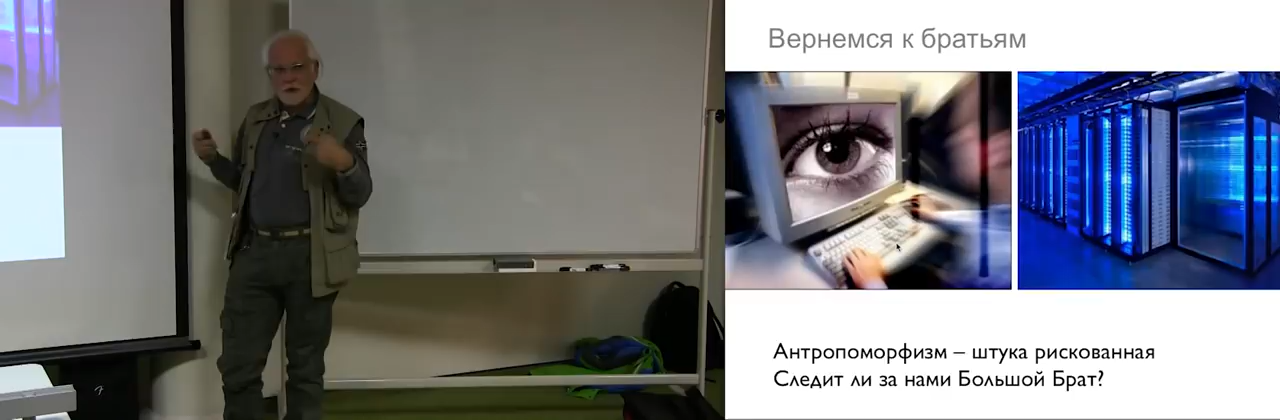 Вернемся к братьям
Антропоморфизм – штука рискованная
Следит ли за нами Большой Брат?